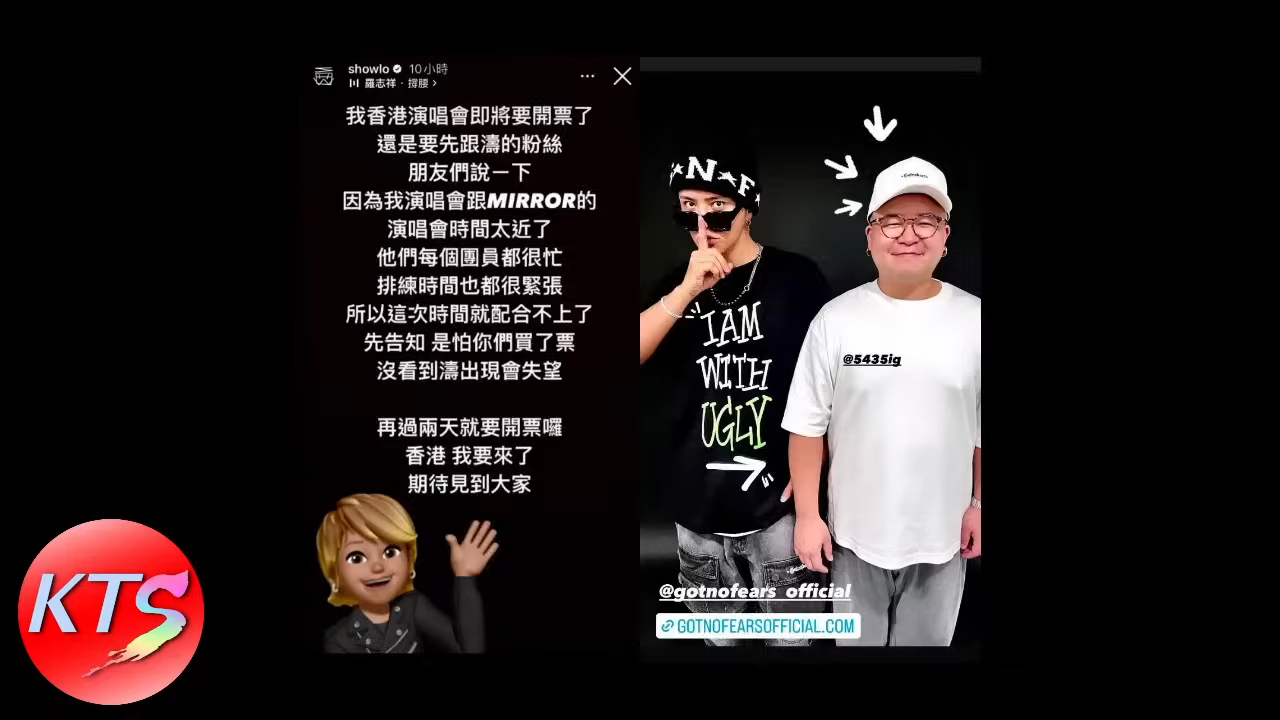 showlo 10小時
羅志祥・撐腰 >
我香港演唱會即將要開票了
還是要先跟濤的粉絲
朋友們說一下
因為我演唱會跟MIRROR的
演唱會時間太近了
他們每個團員都很忙
排練時間也都很緊張
所以這次時間就配合不上了
先告知 是怕你們買了票
沒看到濤出現會失望
再過兩天就要開票囉
香港 我要來了
期待見到大家
KTS
★N★F★
IAM
WITH
UGLY
@5435ig
@gotnofears_official
GOTNOFEARSOFFICIAL.COM